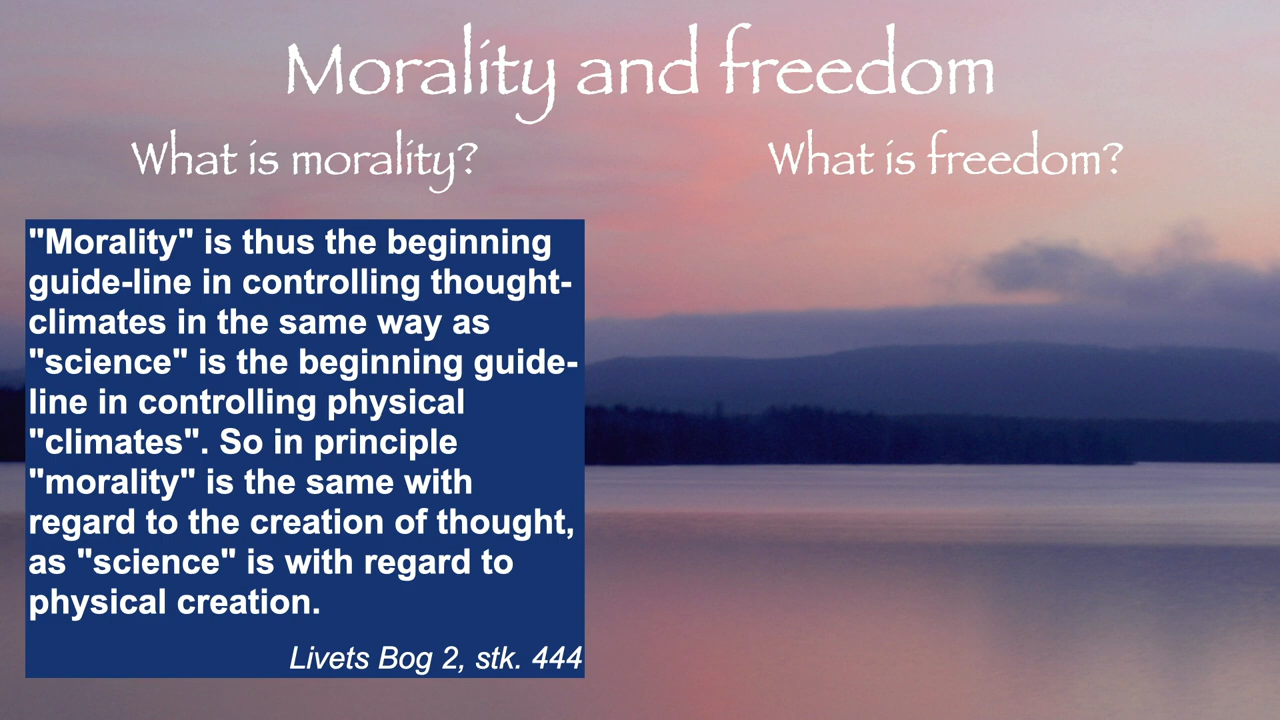 Morality and freedom
What is morality?
What is freedom?
"Morality" is thus the beginning
guide-line in controlling thought-
climates in the same way as
"science" is the beginning guide-
line in controlling physical
"climates". So in principle
"morality" is the same with
regard to the creation of thought,
as "science" is with regard to
physical creation.
Livets Bog 2, stk. 444